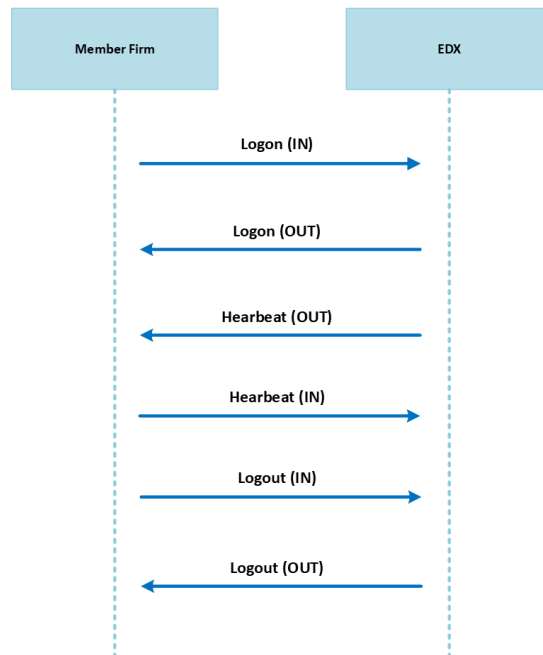 Member Firm
EDX
Logon (IN)
Logon (OUT)
Hearbeat (OUT)
Hearbeat (IN)
Logout (IN)
Logout (OUT)